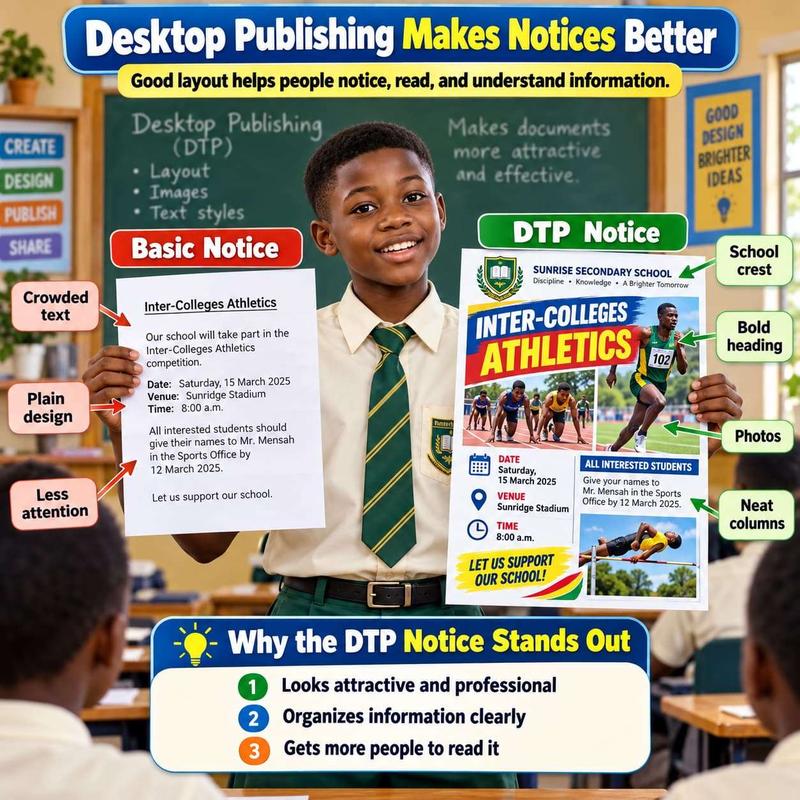 Desktop Publishing Makes Notices Better
Good layout helps people notice, read, and understand information.
Desktop Publishing
(DTP)
• Layout
• Images
• Text styles
Makes documents
more attractive
and effective.
CREATE
DESIGN
PUBLISH
SHARE
GOOD
DESIGN
BRIGHTER
IDEAS
Basic Notice
Inter-Colleges Athletics
Our school will take part in the
Inter-Colleges Athletics
competition.
Date: Saturday, 15 March 2025
Venue: Sunridge Stadium
Time: 8:00 a.m.
All interested students should
give their names to Mr. Mensah
in the Sports Office by
12 March 2025.
Let us support our school.
Crowded
text
Plain
design
Less
attention
DTP Notice
SUNRISE SECONDARY SCHOOL
Discipline • Knowledge • A Brighter Tomorrow
INTER-COLLEGES
ATHLETICS
102
DATE
Saturday,
15 March 2025
VENUE
Sunridge Stadium
TIME
8:00 a.m.
ALL INTERESTED STUDENTS
Give your names to
Mr. Mensah in the Sports
Office by 12 March 2025.
LET US SUPPORT
OUR SCHOOL!
School
crest
Bold
heading
Photos
Neat
columns
Why the DTP Notice Stands Out
1 Looks attractive and professional
2 Organizes information clearly
3 Gets more people to read it